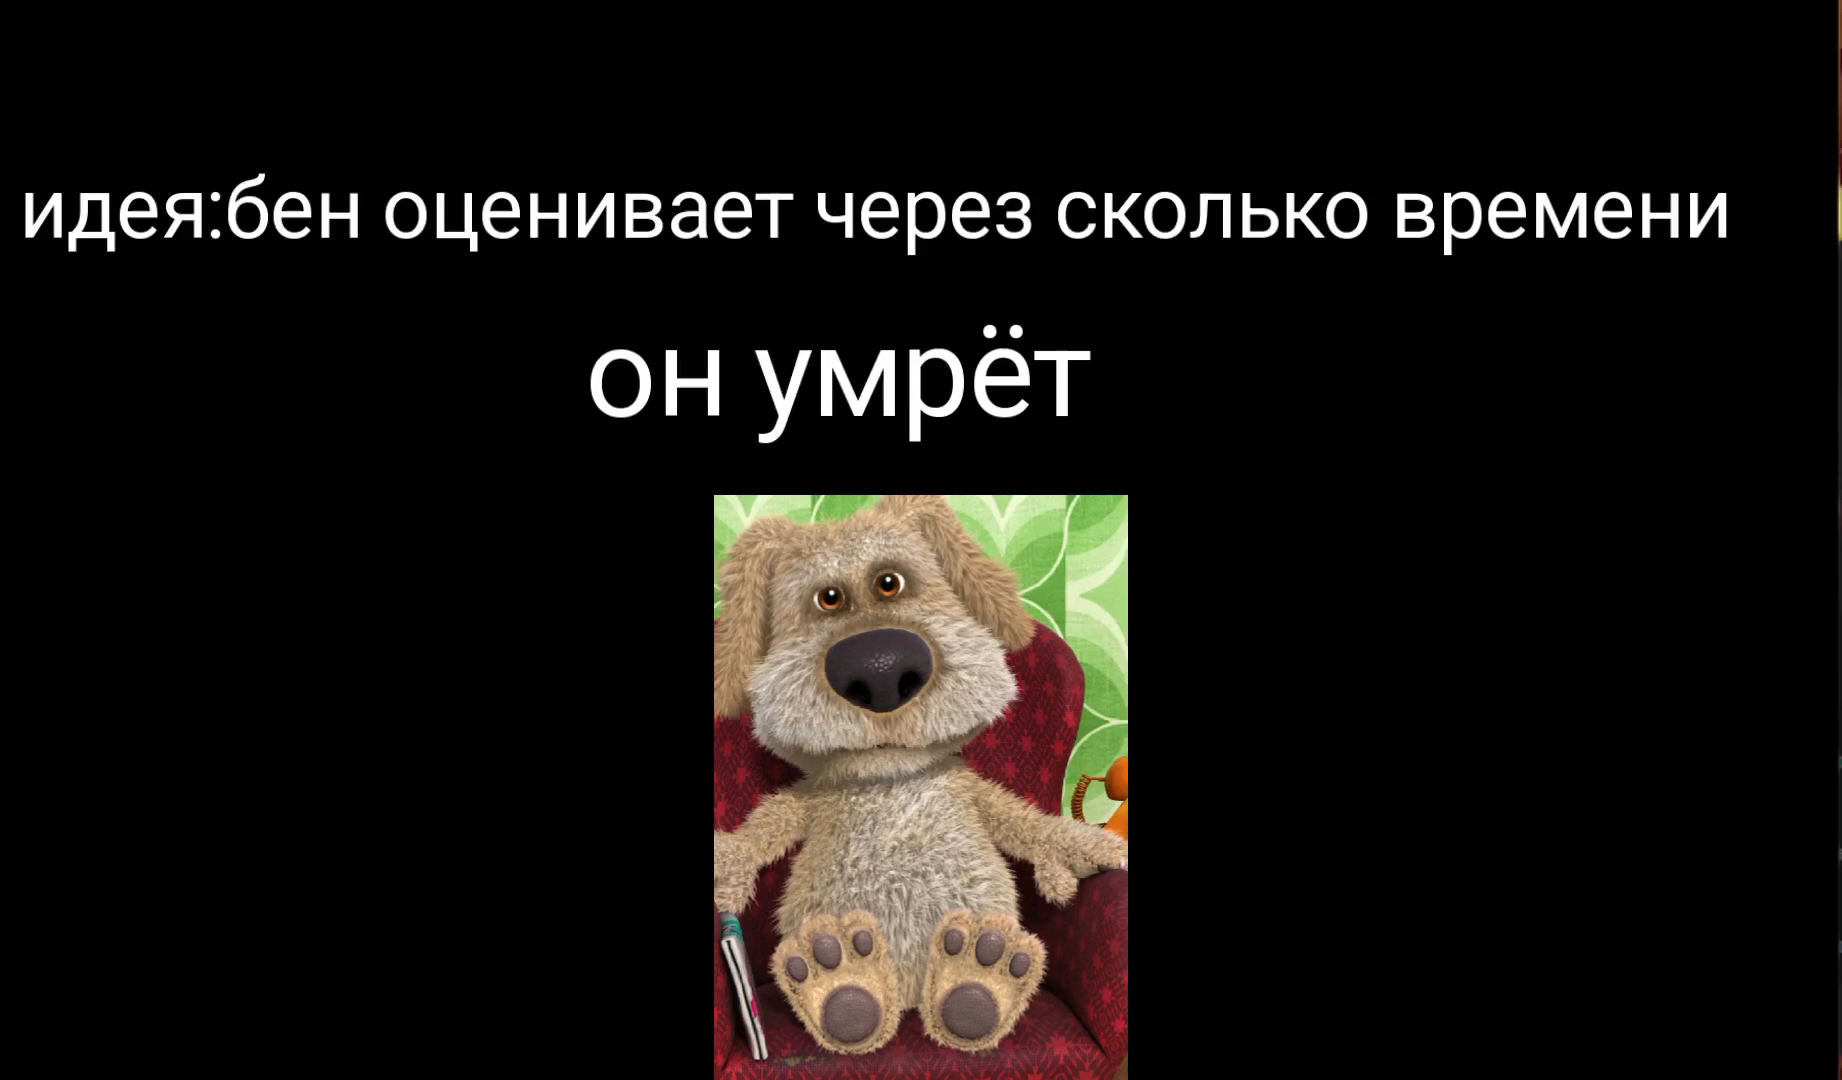 идея:бен оценивает через сколько времени
он умрёт